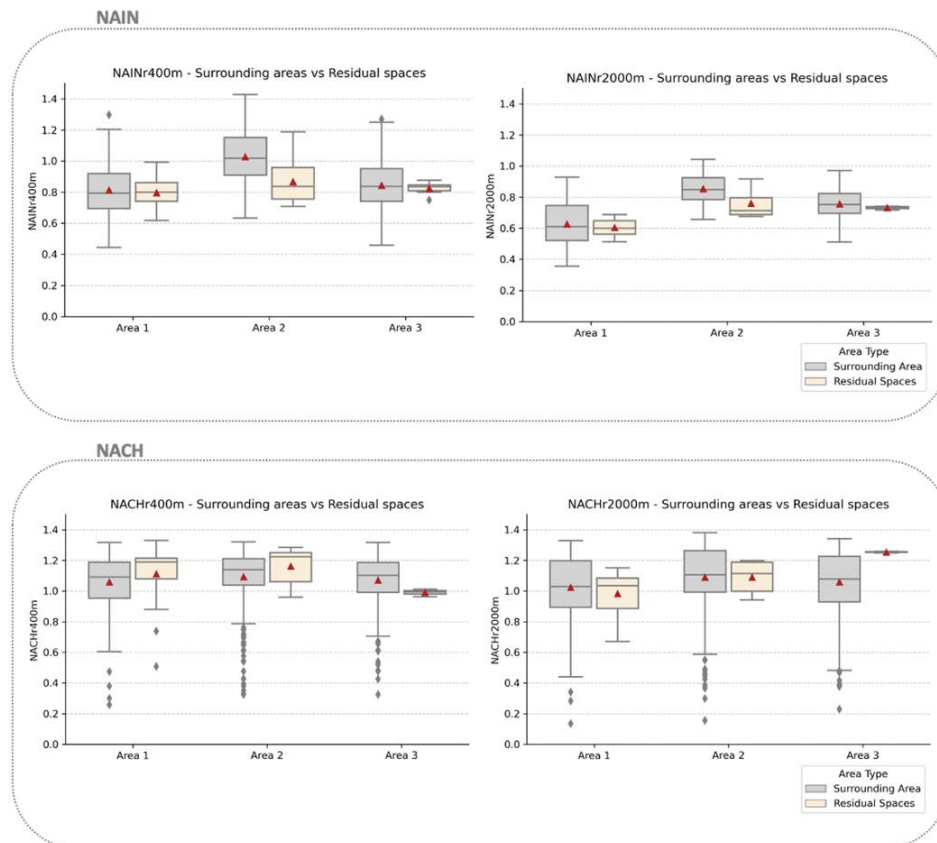 NAIN
NAINr400m - Surrounding areas vs Residual spaces
NAINr400m
1.4
1.2
1.0
0.8
0.6
0.4
0.2
0.0
Area 1
Area 2
Area 3
NAINr2000m - Surrounding areas vs Residual spaces
NAINr2000m
1.4
1.2
1.0
0.8
0.6
0.4
0.2
0.0
Area 1
Area 2
Area 3
Area Type
Surrounding Area
Residual Spaces
NACH
NACHr400m - Surrounding areas vs Residual spaces
NACHr400m
1.4
1.2
1.0
0.8
0.6
0.4
0.2
0.0
Area 1
Area 2
Area 3
NACHr2000m - Surrounding areas vs Residual spaces
NACHr2000m
1.4
1.2
1.0
0.8
0.6
0.4
0.2
0.0
Area 1
Area 2
Area 3
Area Type
Surrounding Area
Residual Spaces